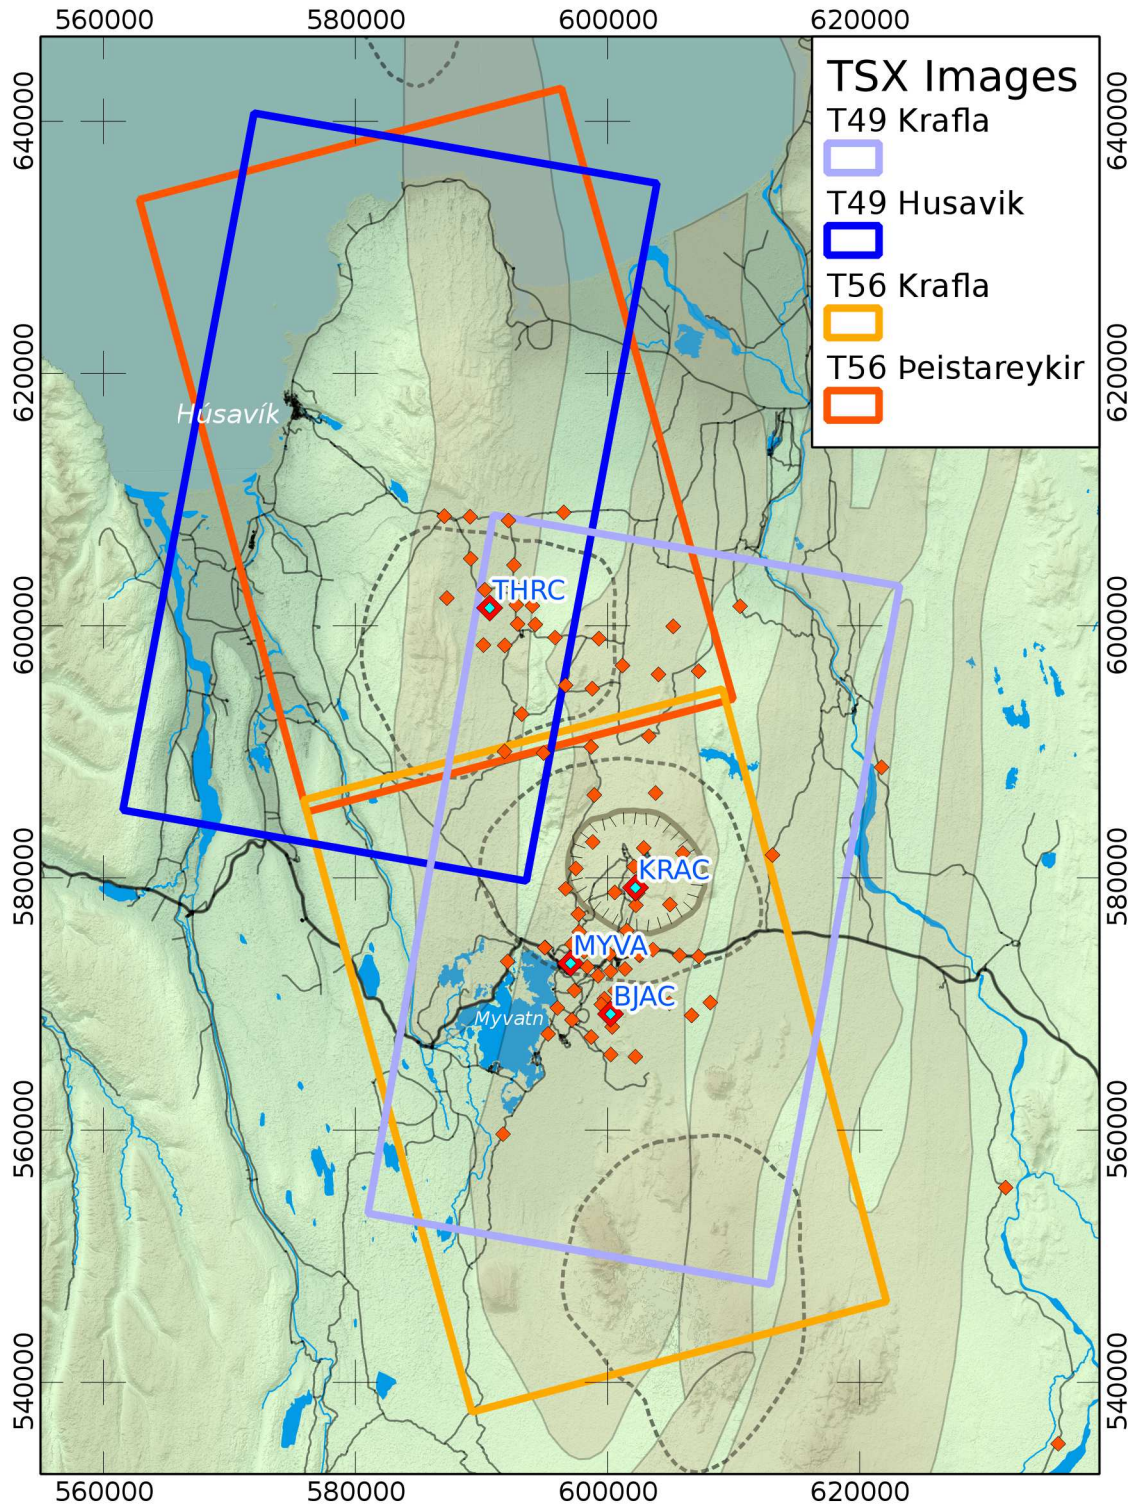 560000 580000 600000 620000
TSX Images
T49 Krafla
T49 Husavik
T56 Krafla
T56 Þeistareykir
640000
640000
620000
620000
Húsavík
THRC
600000
600000
KRAC
580000
580000
MYVA
BJAC
Myvatn
560000
560000
540000
540000
560000 580000 600000 620000